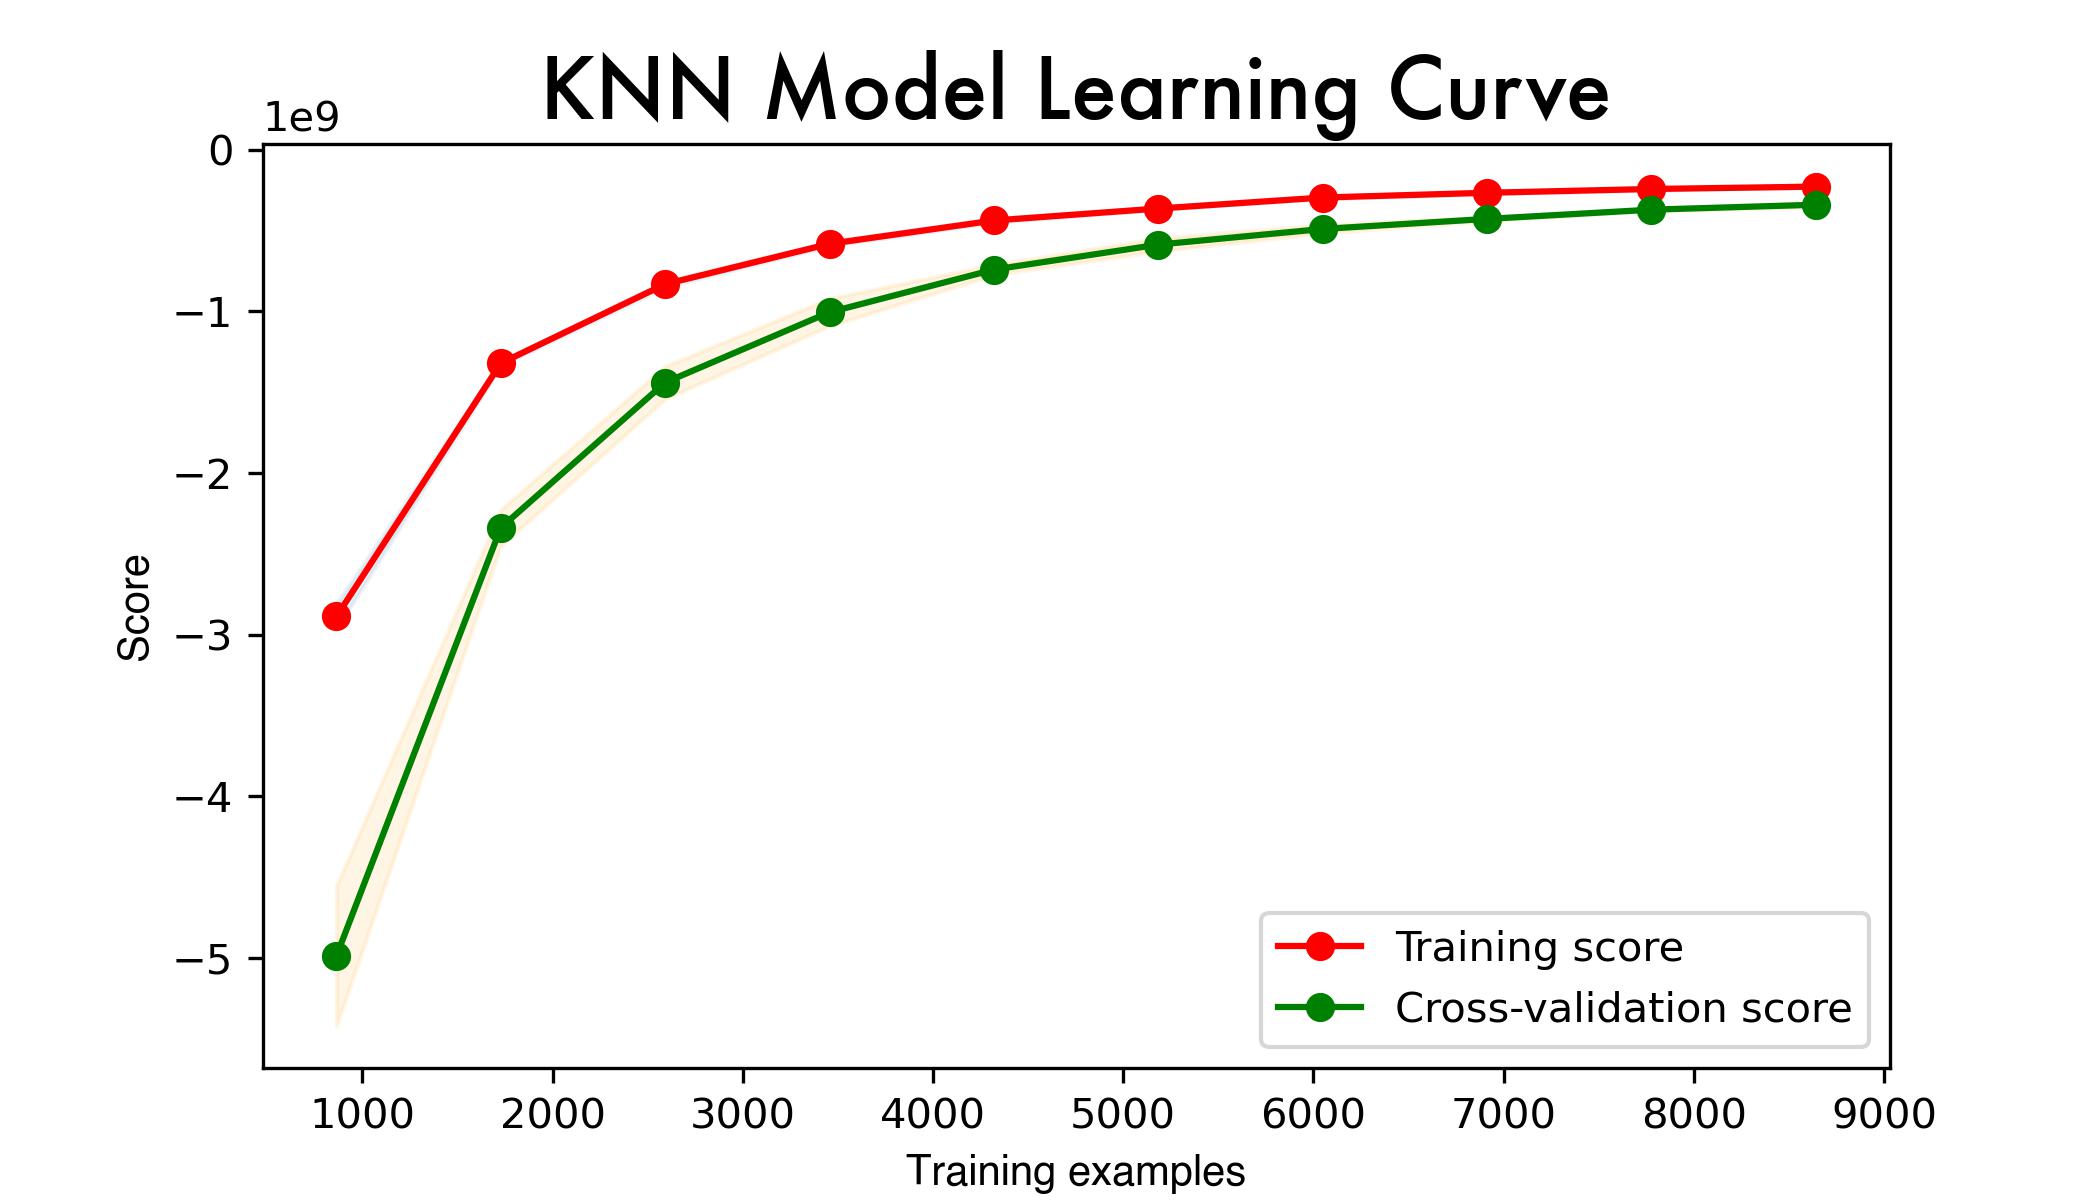 KNN Model Learning Curve
1e9
0
−1
−2
−3
−4
−5
Score
Training score
Cross-validation score
1000 2000 3000 4000 5000 6000 7000 8000 9000
Training examples